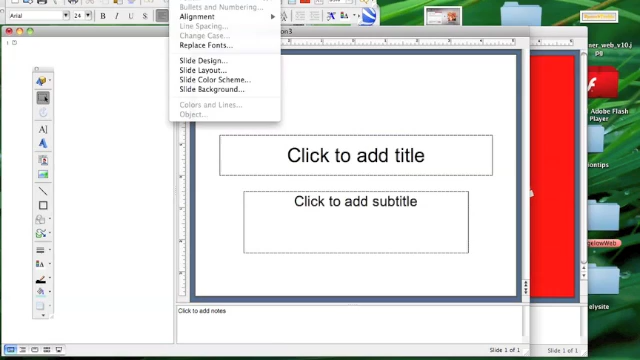 Bullets and Numbering...
Alignment
Line Spacing...
Change Case...
Replace Fonts...
Slide Design...
Slide Layout...
Slide Color Scheme...
Slide Background...
Colors and Lines...
Object...
Arial
24
B
I
U
S
Click to add title
Click to add subtitle
Click to add notes
Slide 1 of 1
Slide 1 of 1
Adobe Flash
Player